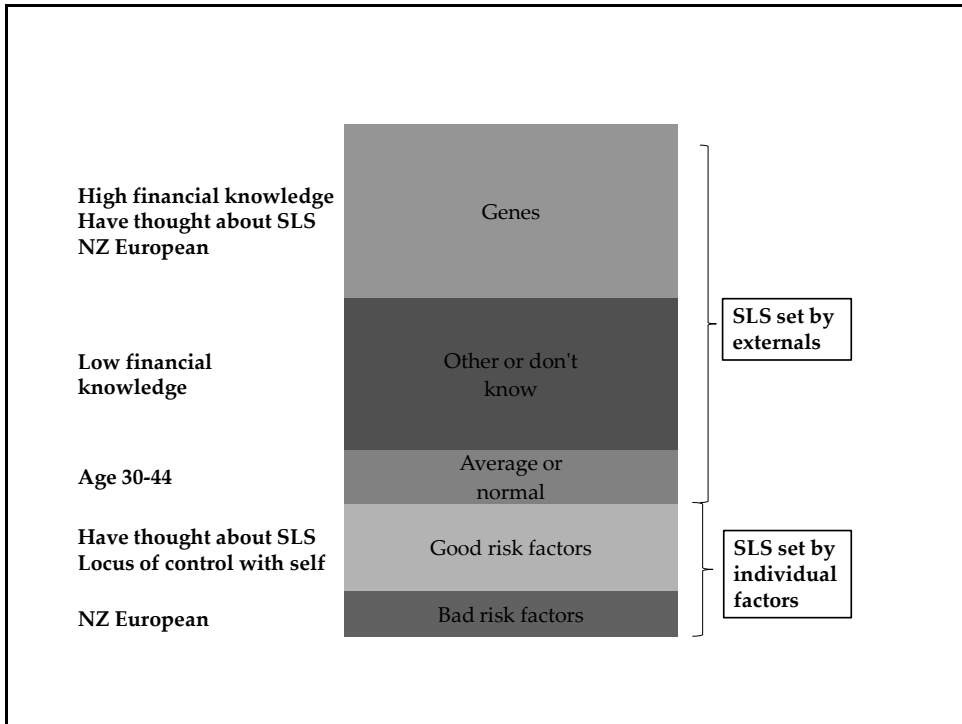 High financial knowledge
Have thought about SLS
NZ European
Genes
SLS set by
externals
Low financial
knowledge
Other or don't
know
Age 30-44
Average or
normal
Have thought about SLS
Locus of control with self
Good risk factors
SLS set by
individual
factors
NZ European
Bad risk factors